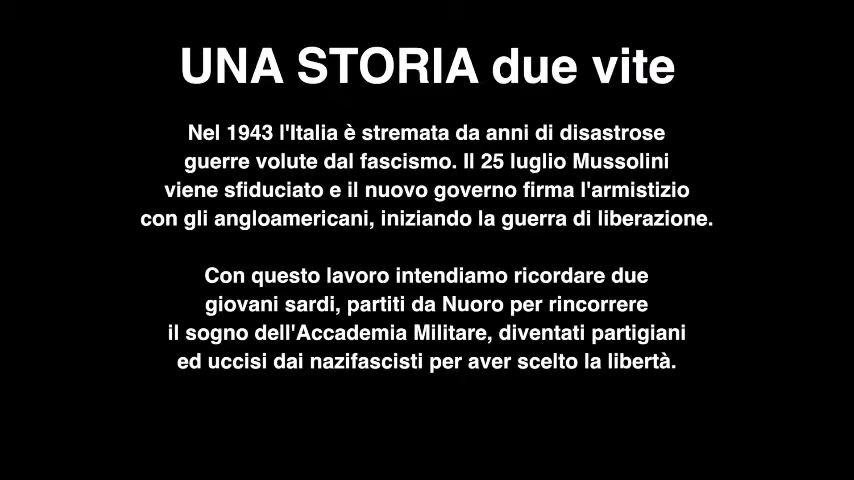 UNA STORIA due vite
Nel 1943 l'Italia è stremata da anni di disastrose
guerre volute dal fascismo. Il 25 luglio Mussolini
viene sfiduciato e il nuovo governo firma l'armistizio
con gli angloamericani, iniziando la guerra di liberazione.
Con questo lavoro intendiamo ricordare due
giovani sardi, partiti da Nuoro per rincorrere
il sogno dell'Accademia Militare, diventati partigiani
ed uccisi dai nazifascisti per aver scelto la libertà.